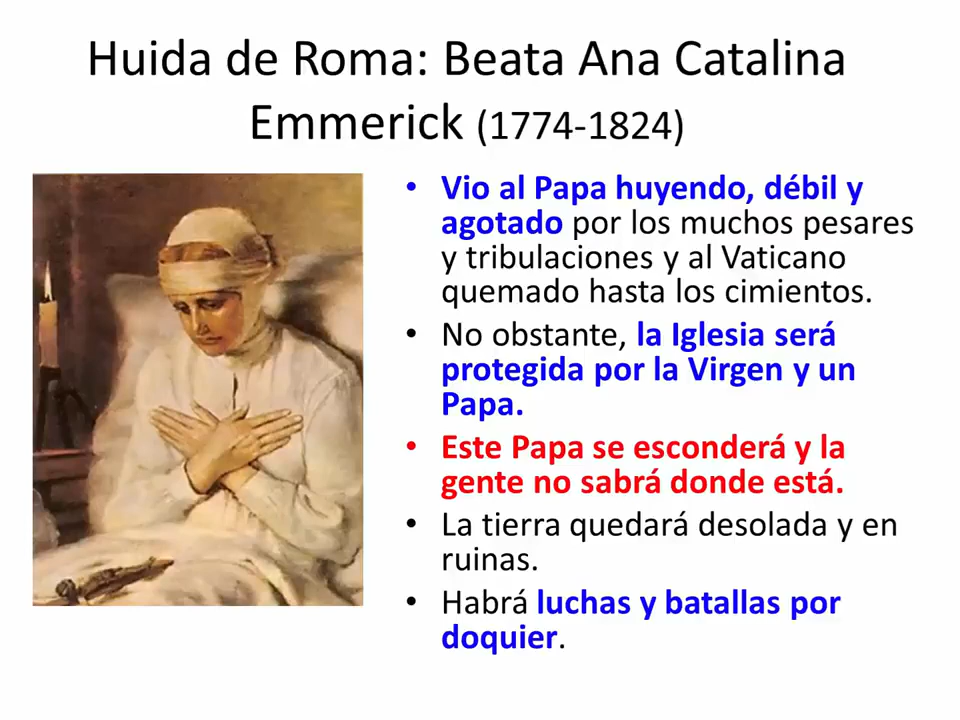 Huida de Roma: Beata Ana Catalina
Emmerick (1774-1824)
• Vio al Papa huyendo, débil y
agotado por los muchos pesares
y tribulaciones y al Vaticano
quemado hasta los cimientos.
• No obstante, la Iglesia será
protegida por la Virgen y un
Papa.
• Este Papa se esconderá y la
gente no sabrá donde está.
• La tierra quedará desolada y en
ruinas.
• Habrá luchas y batallas por
doquier.